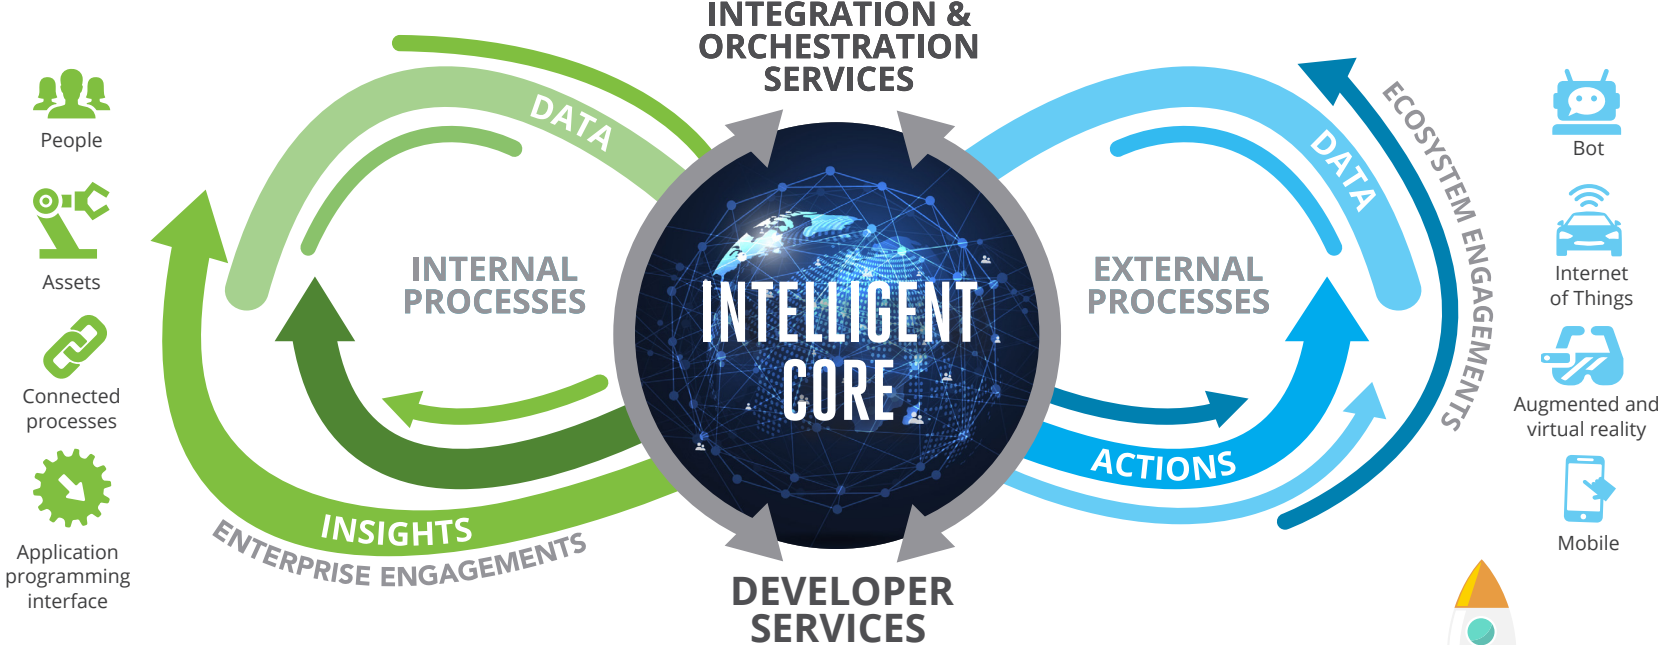 INTEGRATION &
ORCHESTRATION
SERVICES
People
Assets
Connected
processes
Application
programming
interface
DATA
INTERNAL
PROCESSES
INSIGHTS
ENTERPRISE ENGAGEMENTS
INTELLIGENT
CORE
DEVELOPER
SERVICES
DATA
EXTERNAL
PROCESSES
ACTIONS
ECOSYSTEM ENGAGEMENTS
Bot
Internet
of Things
Augmented and
virtual reality
Mobile